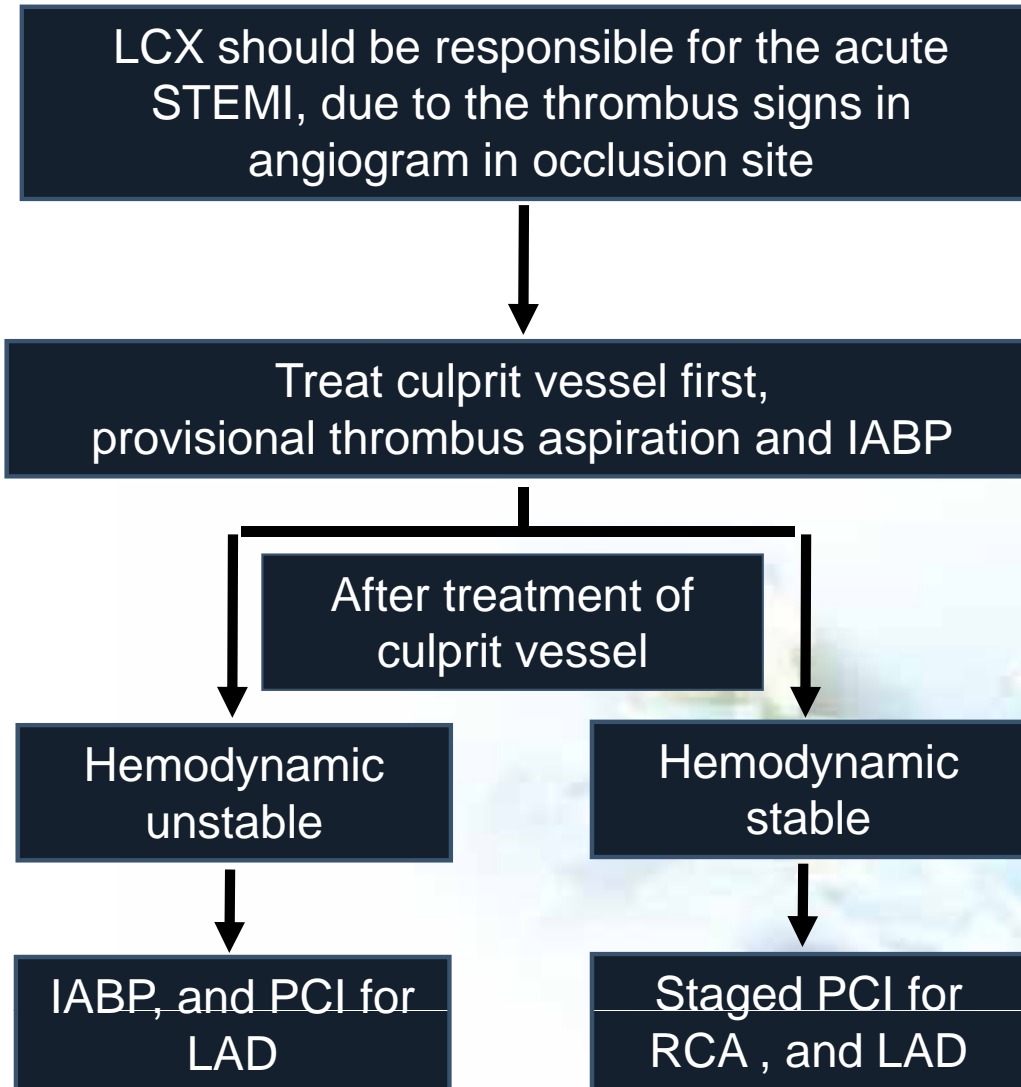 LCX should be responsible for the acute
STEMI, due to the thrombus signs in
angiogram in occlusion site
Treat culprit vessel first,
provisional thrombus aspiration and IABP
After treatment of
culprit vessel
Hemodynamic
unstable
Hemodynamic
stable
IABP, and PCI for
LAD
Staged PCI for
RCA , and LAD